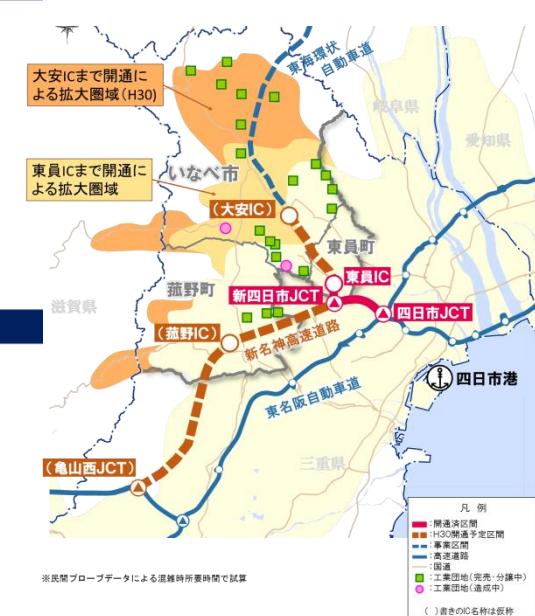 大安ICまで開通に
よる拡大圏域(H30)
東員ICまで開通に
よる拡大圏域
東海環状
自動車道
岐阜県
愛知県
いなべ市
(大安IC)
東員町
東員IC
菰野町
新四日市JCT
四日市JCT
滋賀県
(菰野IC)
新名神高速道路
四日市港
東名阪自動車道
三重県
(亀山西JCT)
凡 例
:開通済区間
:H30開通予定区間
:事業区間
:高速道路
:国道
:工業団地(完売・分譲中)
:工業団地(造成中)
( )書きのIC名称は仮称
※民間プローブデータによる混雑時所要時間で試算